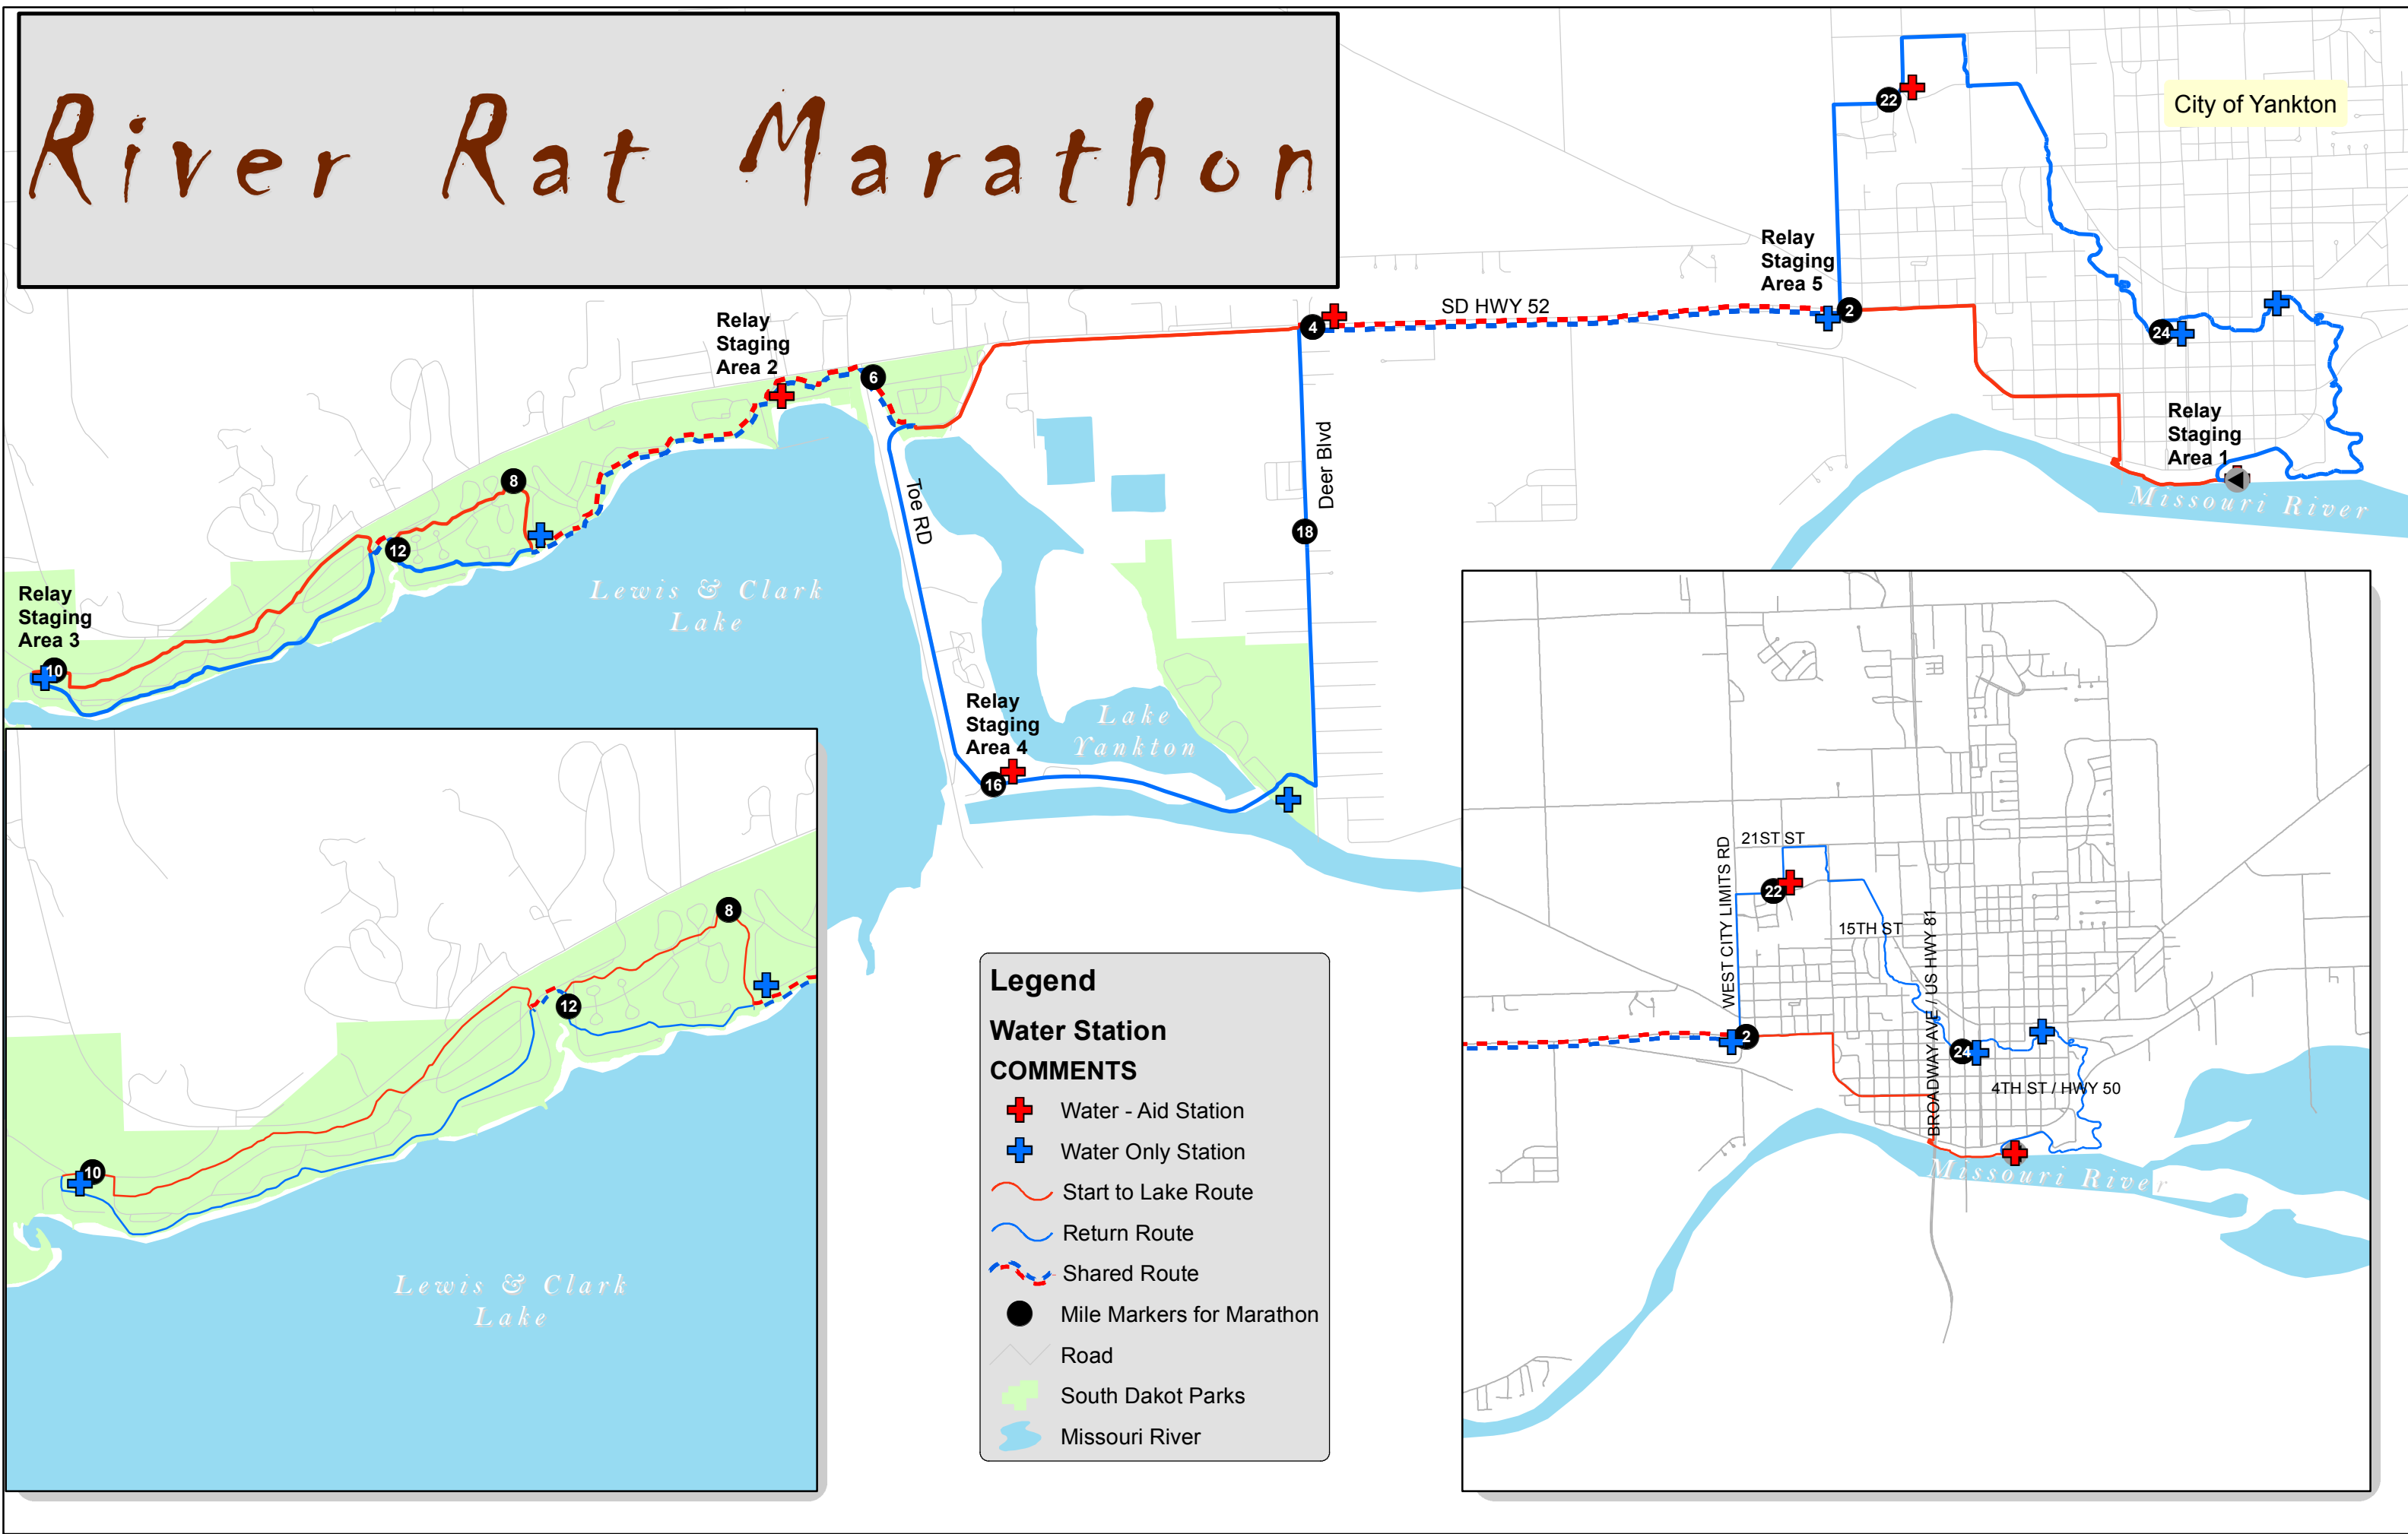 River Rat Marathon
City of Yankton
22
Relay
Staging
Area 5
2
SD HWY 52
4
24
Relay
Staging
Area 1
Missouri River
Relay
Staging
Area 2
6
8
12
Toe RD
Deer Blvd
18
Lewis & Clark
Lake
Relay
Staging
Area 3
10
Relay
Staging
Area 4
16
Lake
Yankton
8
12
10
Lewis & Clark
Lake
Legend
Water Station
COMMENTS
Water - Aid Station
Water Only Station
Start to Lake Route
Return Route
Shared Route
Mile Markers for Marathon
Road
South Dakot Parks
Missouri River
21ST ST
WEST CITY LIMITS RD
22
15TH ST
BROADWAY AVE / US HWY 81
2
24
4TH ST / HWY 50
Missouri River